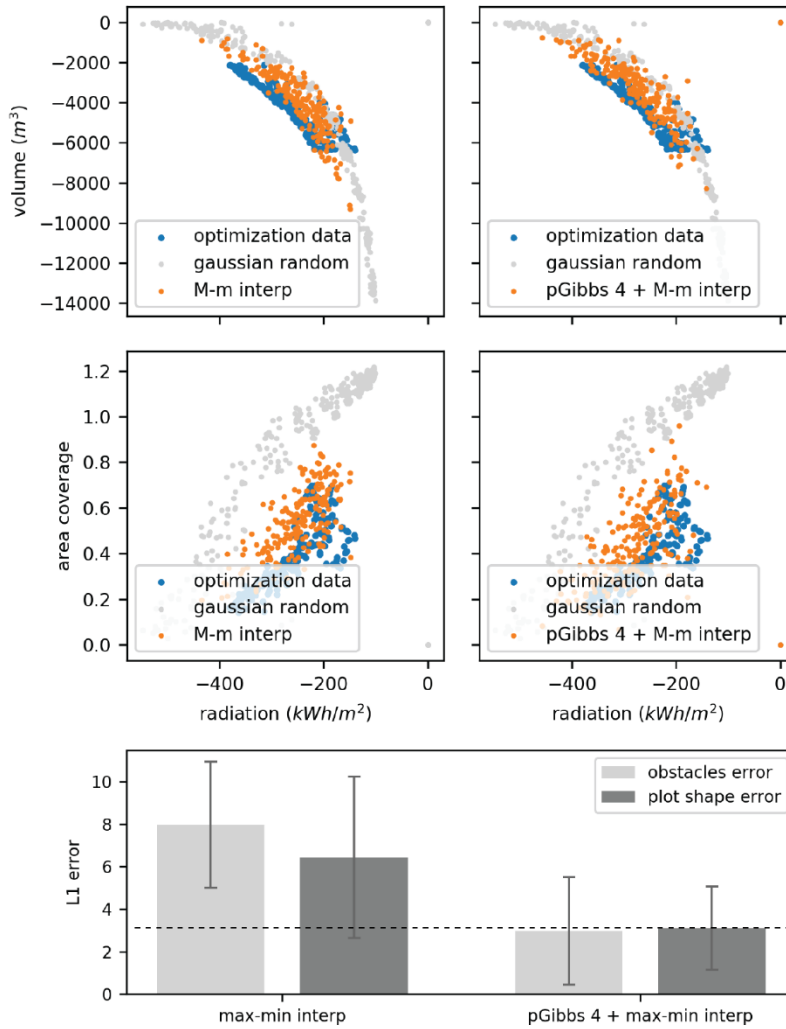 0
−2000
−4000
−6000
−8000
−10000
−12000
−14000
volume (m³)
optimization data
gaussian random
M-m interp
optimization data
gaussian random
pGibbs 4 + M-m interp
1.2
1.0
0.8
0.6
0.4
0.2
0.0
area coverage
optimization data
gaussian random
M-m interp
optimization data
gaussian random
pGibbs 4 + M-m interp
−400 −200 0
−400 −200 0
radiation (kWh/m²)
radiation (kWh/m²)
10
8
6
4
2
0
L1 error
obstacles error
plot shape error
max-min interp
pGibbs 4 + max-min interp